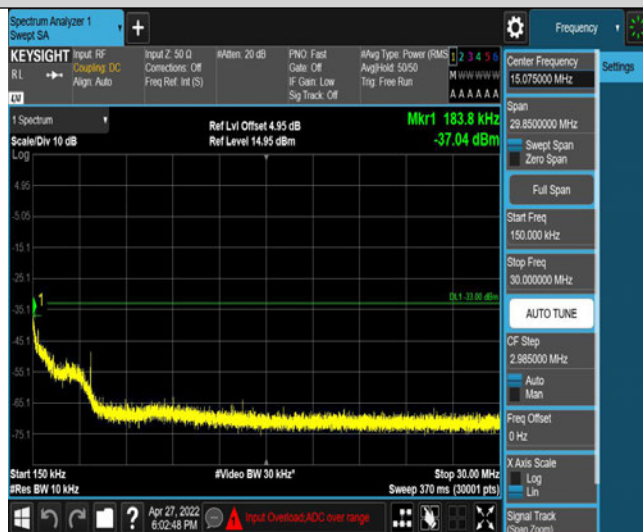 Spectrum Analyzer 1
Swept SA
Frequency
KEYSIGHT
RL
Input: RF
Coupling: DC
Align: Auto
Input Z: 50 Ω
Corrections: Off
Freq Ref: Int (S)
#Atten: 20 dB
PNO: Fast
Gate: Off
IF Gain: Low
Sig Track: Off
#Avg Type: Power (RMS
Avg|Hold: 50/50
Trig: Free Run
1 2 3 4 5 6
M W W W W W
A A A A A A
1 Spectrum
Scale/Div 10 dB
Ref Lvl Offset 4.95 dB
Ref Level 14.95 dBm
Mkr1 183.8 kHz
-37.04 dBm
Log
4.95
-5.05
-15.1
-25.1
-35.1
-45.1
-55.1
-65.1
-75.1
1
DL1 -33.00 dBm
Start 150 kHz
#Res BW 10 kHz
#Video BW 30 kHz*
Stop 30.00 MHz
Sweep 370 ms (30001 pts)
Apr 27, 2022
6:02:48 PM
Input Overload;ADC over range
Center Frequency
15.075000 MHz
Settings
Span
29.8500000 MHz
Swept Span
Zero Span
Full Span
Start Freq
150.000 kHz
Stop Freq
30.000000 MHz
AUTO TUNE
CF Step
2.985000 MHz
Auto
Man
Freq Offset
0 Hz
X Axis Scale
Log
Lin
Signal Track
(Span Zoom)